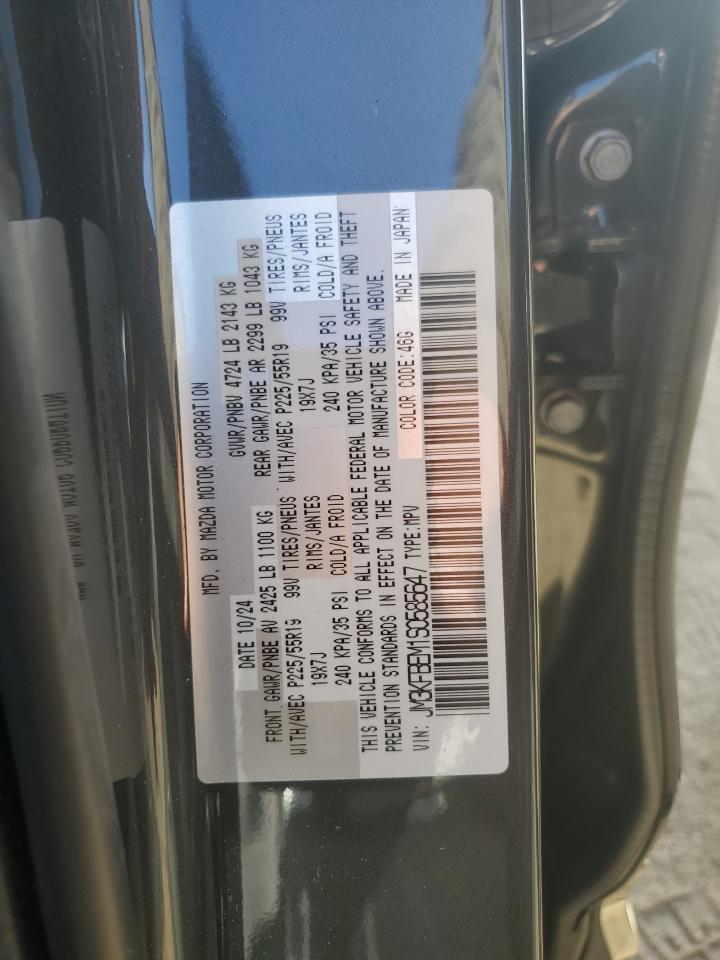 MFD. BY MAZDA MOTOR CORPORATION
DATE 10/24 GVWR/PNBV 4724 LB 2143 KG
FRONT GAWR/PNBE AV 2425 LB 1100 KG REAR GAWR/PNBE AR 2299 LB 1043 KG
WITH/AVEC P225/55R19 99V TIRES/PNEUS WITH/AVEC P225/55R19 99V TIRES/PNEUS
19X7J RIMS/JANTES 19X7J RIMS/JANTES
240 KPA/35 PSI COLD/A FROID 240 KPA/35 PSI COLD/A FROID
THIS VEHICLE CONFORMS TO ALL APPLICABLE FEDERAL MOTOR VEHICLE SAFETY AND THEFT
PREVENTION STANDARDS IN EFFECT ON THE DATE OF MANUFACTURE SHOWN ABOVE.
VIN: JM3KFBEM1S0585647 TYPE:MPV COLOR CODE:46G MADE IN JAPAN